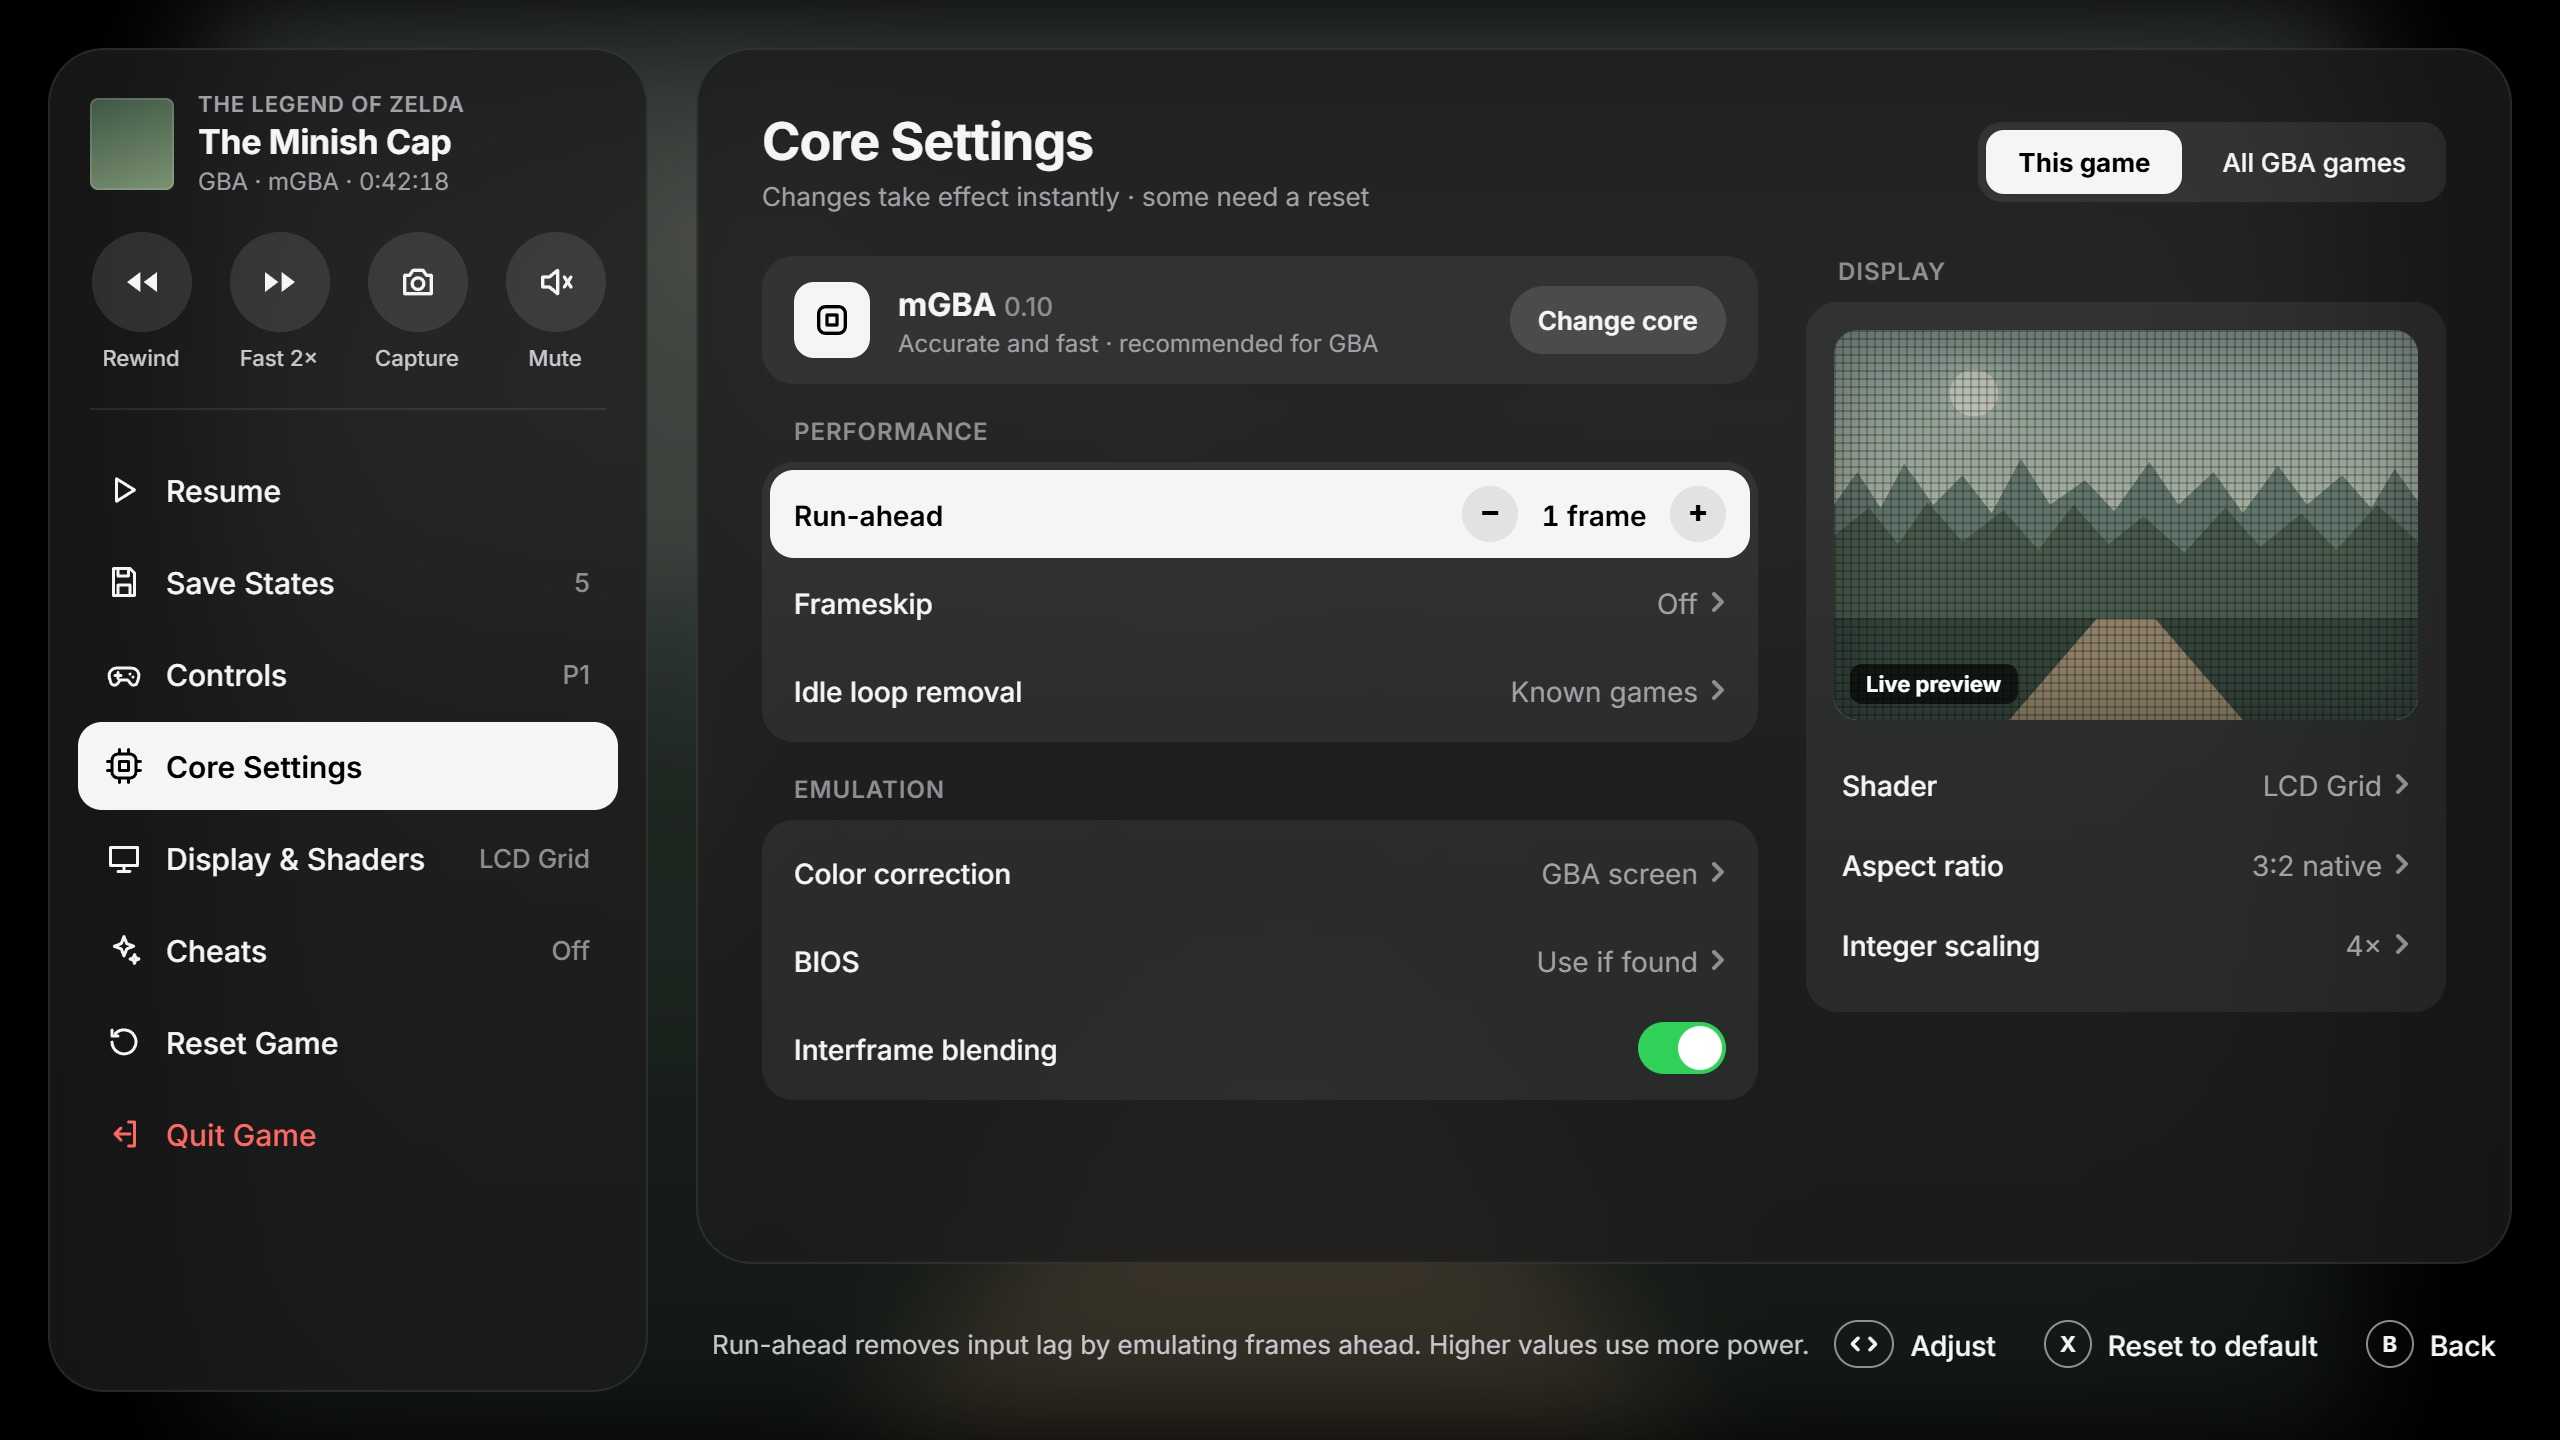 THE LEGEND OF ZELDA
The Minish Cap
GBA · mGBA · 0:42:18
Rewind
Fast 2×
Capture
Mute
Resume
Save States 5
Controls P1
Core Settings
Display & Shaders LCD Grid
Cheats Off
Reset Game
Quit Game
Core Settings
Changes take effect instantly · some need a reset
This game
All GBA games
mGBA 0.10
Accurate and fast · recommended for GBA
Change core
PERFORMANCE
Run-ahead − 1 frame +
Frameskip Off
Idle loop removal Known games
EMULATION
Color correction GBA screen
BIOS Use if found
Interframe blending
DISPLAY
Live preview
Shader LCD Grid
Aspect ratio 3:2 native
Integer scaling 4×
Run-ahead removes input lag by emulating frames ahead. Higher values use more power.
Adjust
X Reset to default
B Back